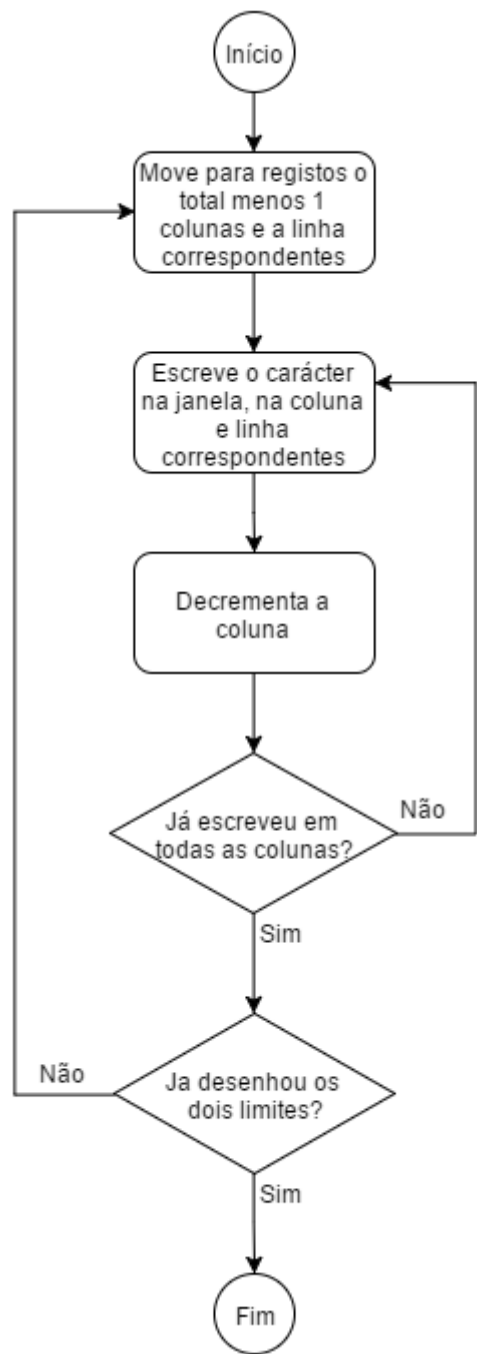 Início
Move para registos o
total menos 1
colunas e a linha
correspondentes
Escreve o carácter
na janela, na coluna
e linha
correspondentes
Decrementa a
coluna
Já escreveu em
todas as colunas?
Não
Sim
Ja desenhou os
dois limites?
Não
Sim
Fim